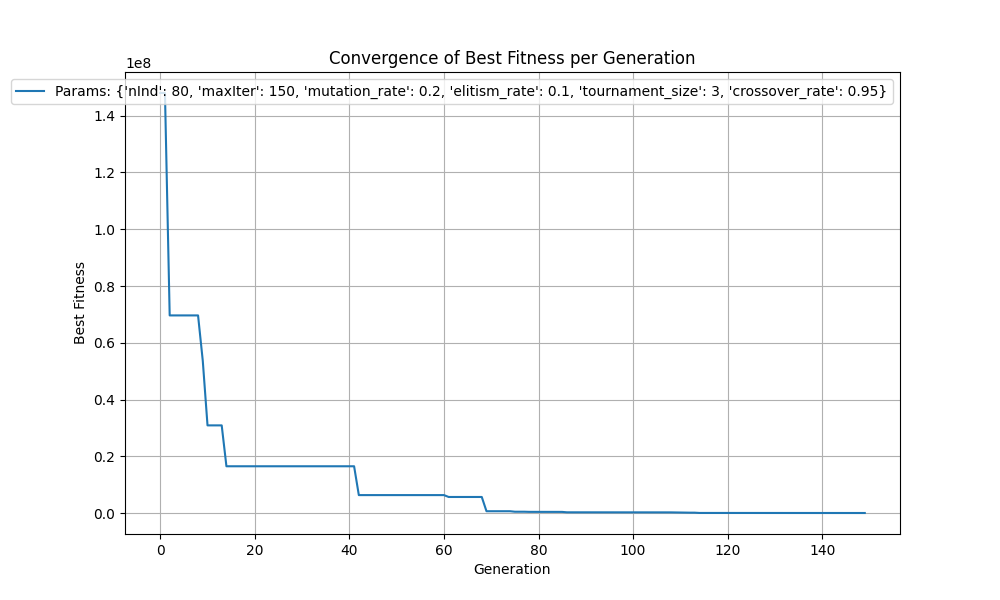 Convergence of Best Fitness per Generation
1e8
Params: {'nInd': 80, 'maxIter': 150, 'mutation_rate': 0.2, 'elitism_rate': 0.1, 'tournament_size': 3, 'crossover_rate': 0.95}
1.4
1.2
1.0
0.8
0.6
0.4
0.2
0.0
Best Fitness
0 20 40 60 80 100 120 140
Generation